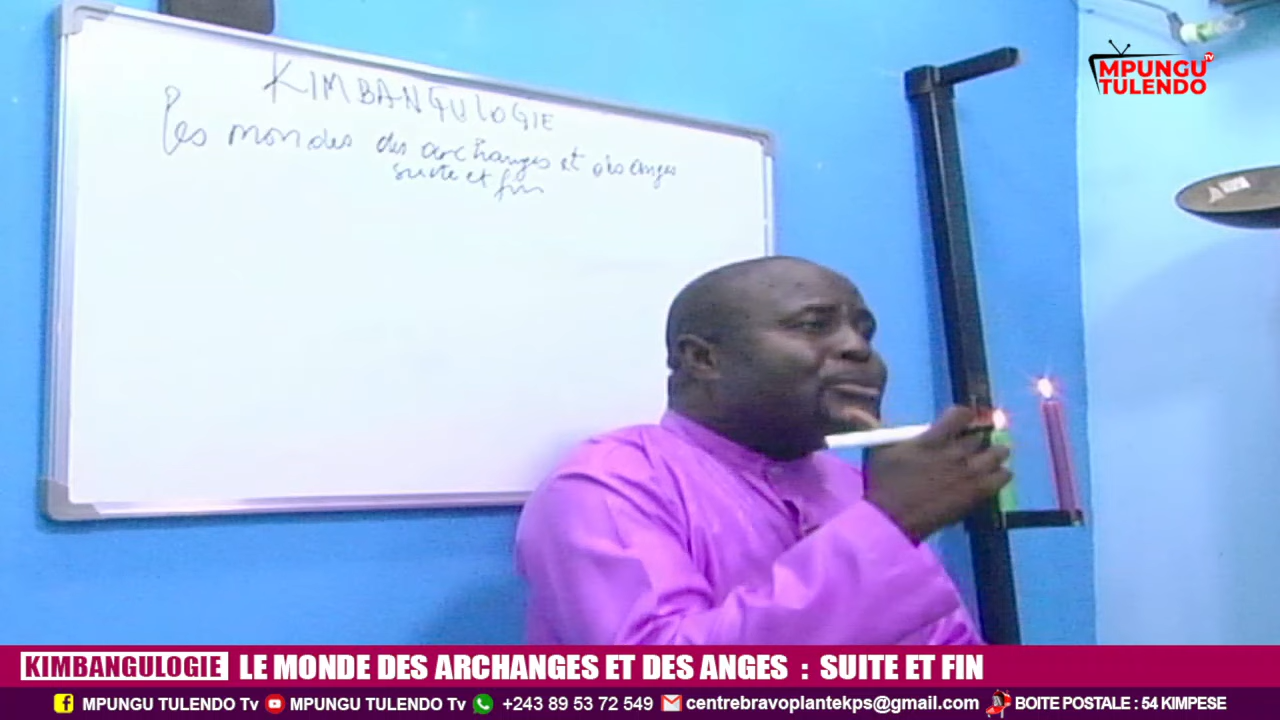 MPUNGU TV
TULENDO
KIMBANGULOGIE
les mondes des archanges et des anges
suite et fin
KIMBANGULOGIE LE MONDE DES ARCHANGES ET DES ANGES : SUITE ET FIN
MPUNGU TULENDO Tv MPUNGU TULENDO Tv +243 89 53 72 549 centrebravoplantekps@gmail.com BOITE POSTALE : 54 KIMPESE